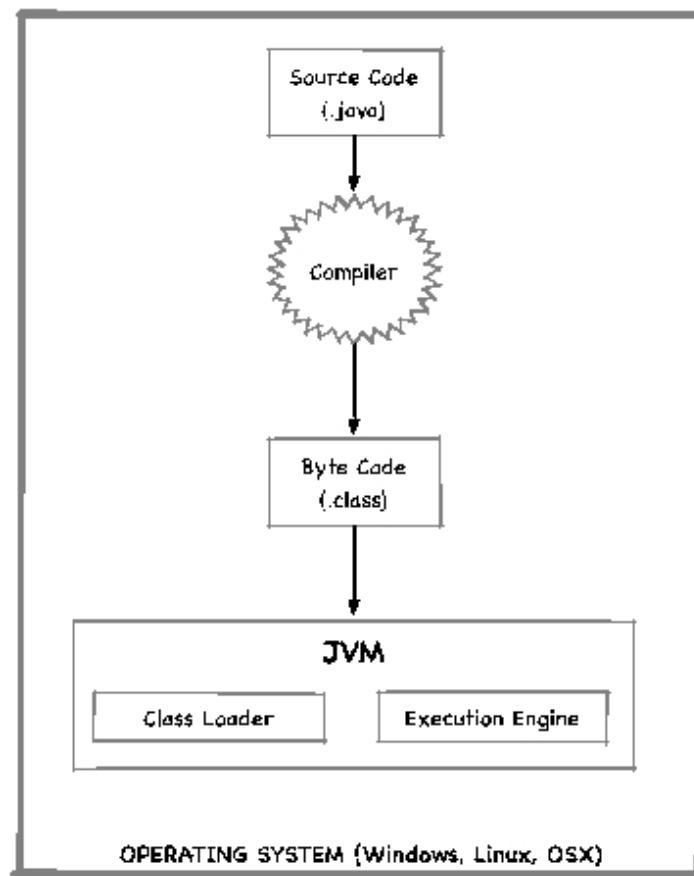 Source Code
(.java)
Compiler
Byte Code
(.class)
JVM
Class Loader
Execution Engine
OPERATING SYSTEM (Windows, Linux, OSX)